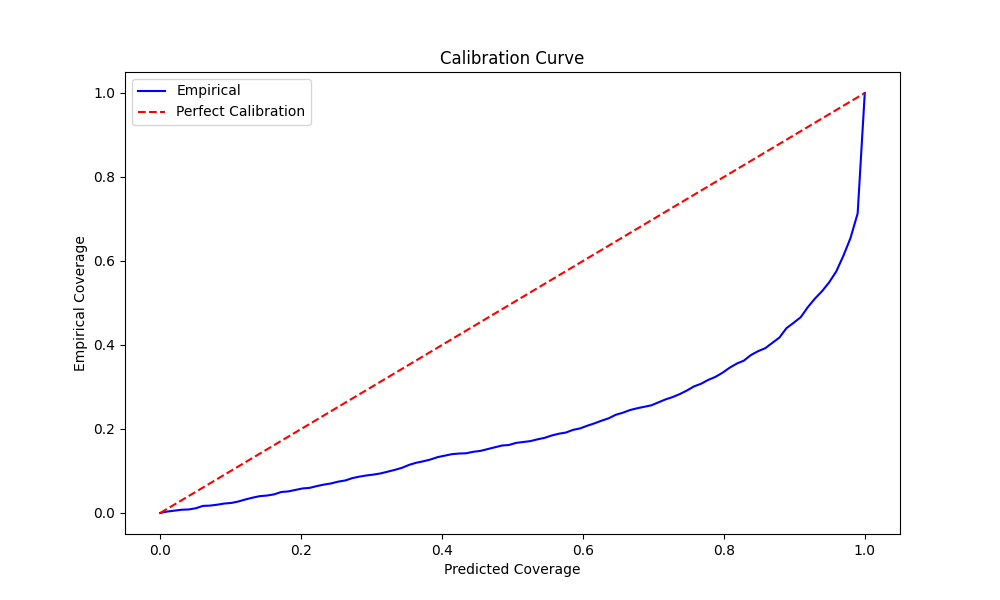 Calibration Curve
Empirical
Perfect Calibration
Empirical Coverage
1.0
0.8
0.6
0.4
0.2
0.0
0.0 0.2 0.4 0.6 0.8 1.0
Predicted Coverage